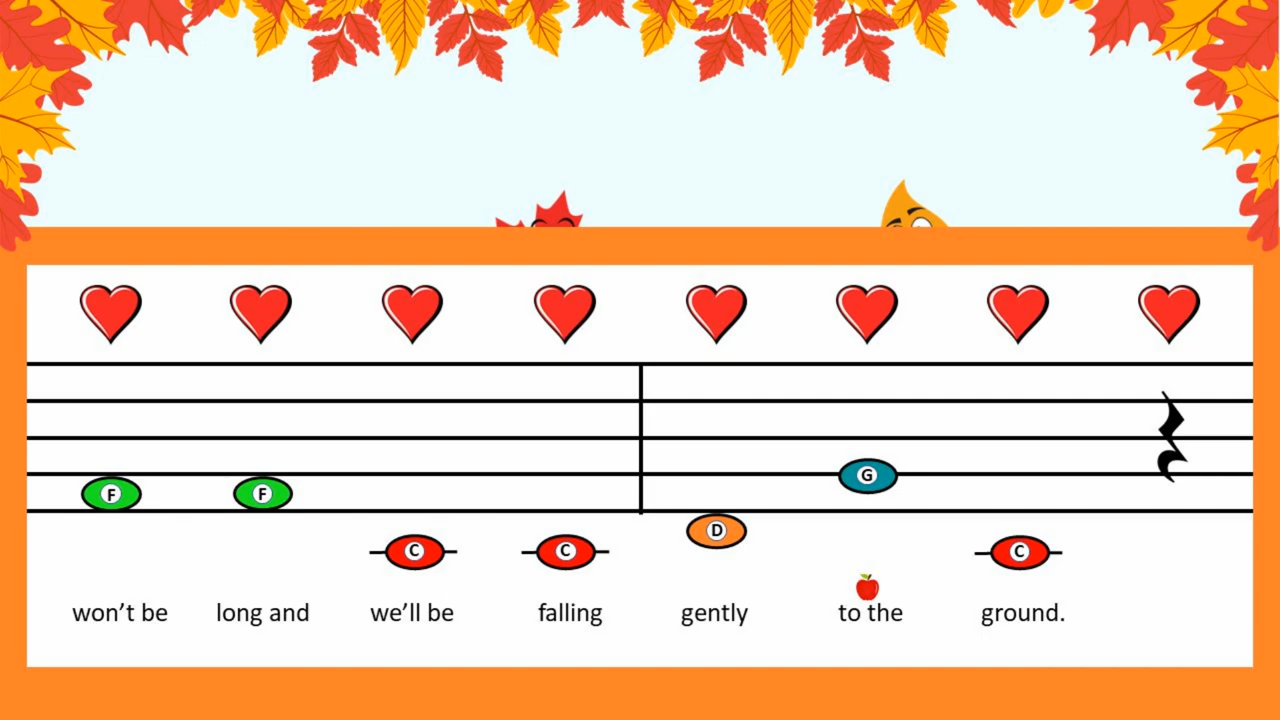 F F C C D G C
won't be long and we'll be falling gently to the ground.